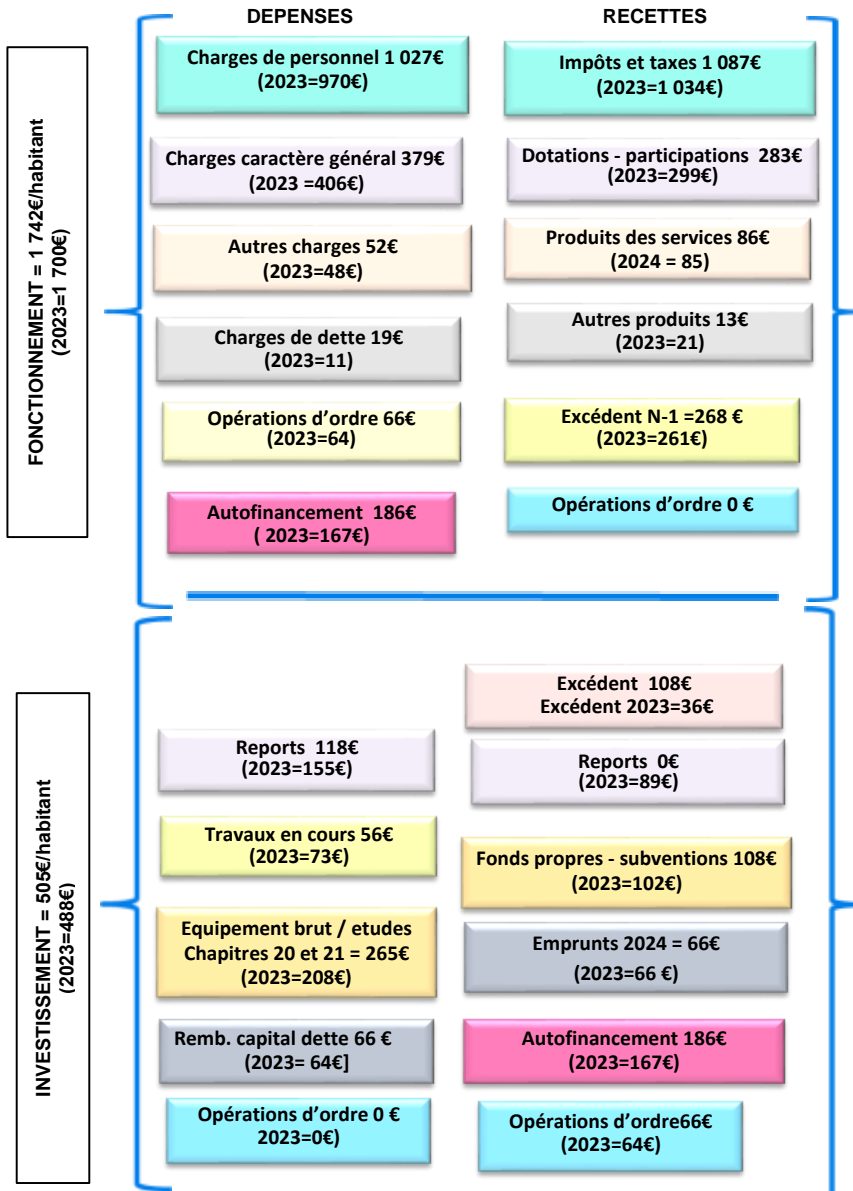 DEPENSES
RECETTES
FONCTIONNEMENT = 1 742€/habitant
(2023=1 700€)
Charges de personnel 1 027€
(2023=970€)
Impôts et taxes 1 087€
(2023=1 034€)
Charges caractère général 379€
(2023 =406€)
Dotations - participations 283€
(2023=299€)
Autres charges 52€
(2023=48€)
Produits des services 86€
(2024 = 85)
Charges de dette 19€
(2023=11)
Autres produits 13€
(2023=21)
Opérations d'ordre 66€
(2023=64)
Excédent N-1 =268 €
(2023=261€)
Autofinancement 186€
( 2023=167€)
Opérations d'ordre 0 €
INVESTISSEMENT = 505€/habitant
(2023=488€)
Excédent 108€
Excédent 2023=36€
Reports 118€
(2023=155€)
Reports 0€
(2023=89€)
Travaux en cours 56€
(2023=73€)
Fonds propres - subventions 108€
(2023=102€)
Equipement brut / etudes
Chapitres 20 et 21 = 265€
(2023=208€)
Emprunts 2024 = 66€
(2023=66 €)
Remb. capital dette 66 €
(2023= 64€]
Autofinancement 186€
(2023=167€)
Opérations d'ordre 0 €
2023=0€)
Opérations d'ordre66€
(2023=64€)